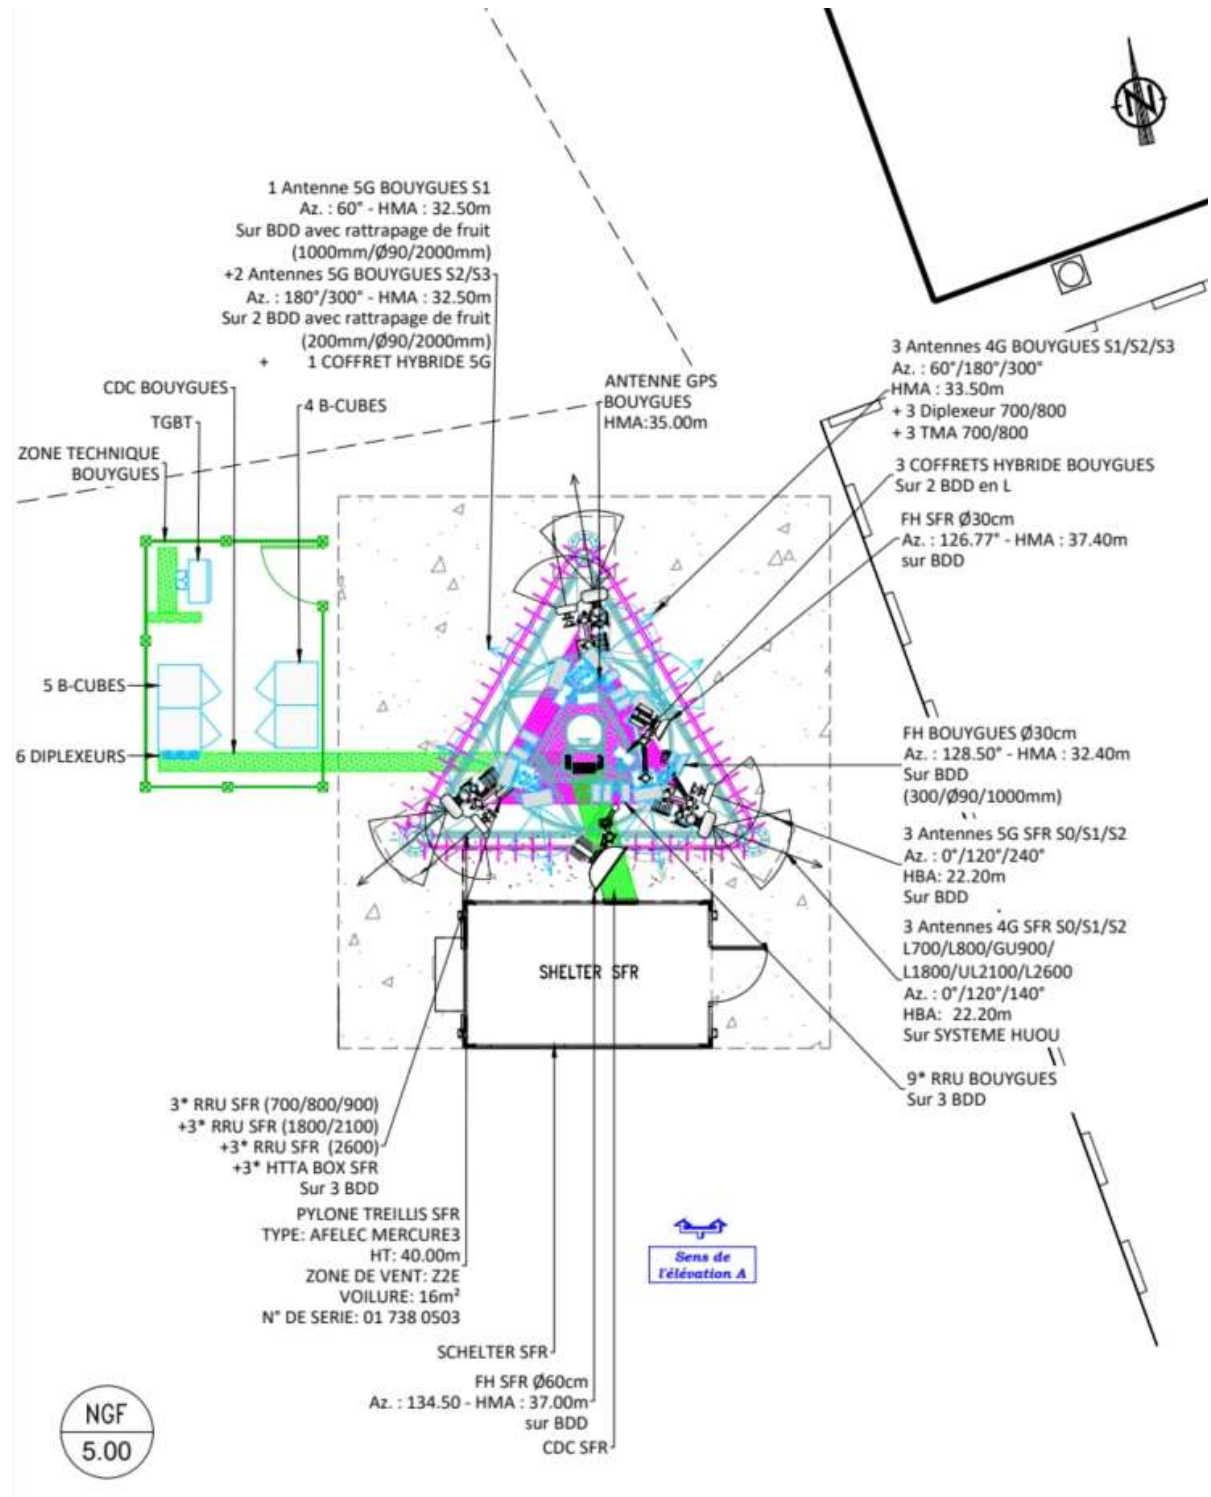 N
1 Antenne 5G BOUYGUES S1
Az. : 60° - HMA : 32.50m
Sur BDD avec rattrapage de fruit
(1000mm/Ø90/2000mm)
+2 Antennes 5G BOUYGUES S2/S3
Az. : 180°/300° - HMA : 32.50m
Sur 2 BDD avec rattrapage de fruit
(200mm/Ø90/2000mm)
+ 1 COFFRET HYBRIDE 5G
CDC BOUYGUES
4 B-CUBES
TGBT
ZONE TECHNIQUE
BOUYGUES
ANTENNE GPS
BOUYGUES
HMA:35.00m
3 Antennes 4G BOUYGUES S1/S2/S3
Az. : 60°/180°/300°
HMA : 33.50m
+ 3 Diplexeur 700/800
+ 3 TMA 700/800
3 COFFRETS HYBRIDE BOUYGUES
Sur 2 BDD en L
FH SFR Ø30cm
Az. : 126.77° - HMA : 37.40m
sur BDD
5 B-CUBES
6 DIPLEXEURS
FH BOUYGUES Ø30cm
Az. : 128.50° - HMA : 32.40m
Sur BDD
(300/Ø90/1000mm)
3 Antennes 5G SFR S0/S1/S2
Az. : 0°/120°/240°
HBA: 22.20m
Sur BDD
3 Antennes 4G SFR S0/S1/S2
L700/L800/GU900/
L1800/UL2100/L2600
Az. : 0°/120°/140°
HBA: 22.20m
Sur SYSTEME HUOU
SHELTER SFR
9* RRU BOUYGUES
Sur 3 BDD
3* RRU SFR (700/800/900)
+3* RRU SFR (1800/2100)
+3* RRU SFR (2600)
+3* HTTA BOX SFR
Sur 3 BDD
PYLONE TREILLIS SFR
TYPE: AFELEC MERCURE3
HT: 40.00m
ZONE DE VENT: Z2E
VOILURE: 16m²
N° DE SERIE: 01 738 0503
Sens de
l'élévation A
SCHELTER SFR
FH SFR Ø60cm
Az. : 134.50 - HMA : 37.00m
sur BDD
CDC SFR
NGF
5.00